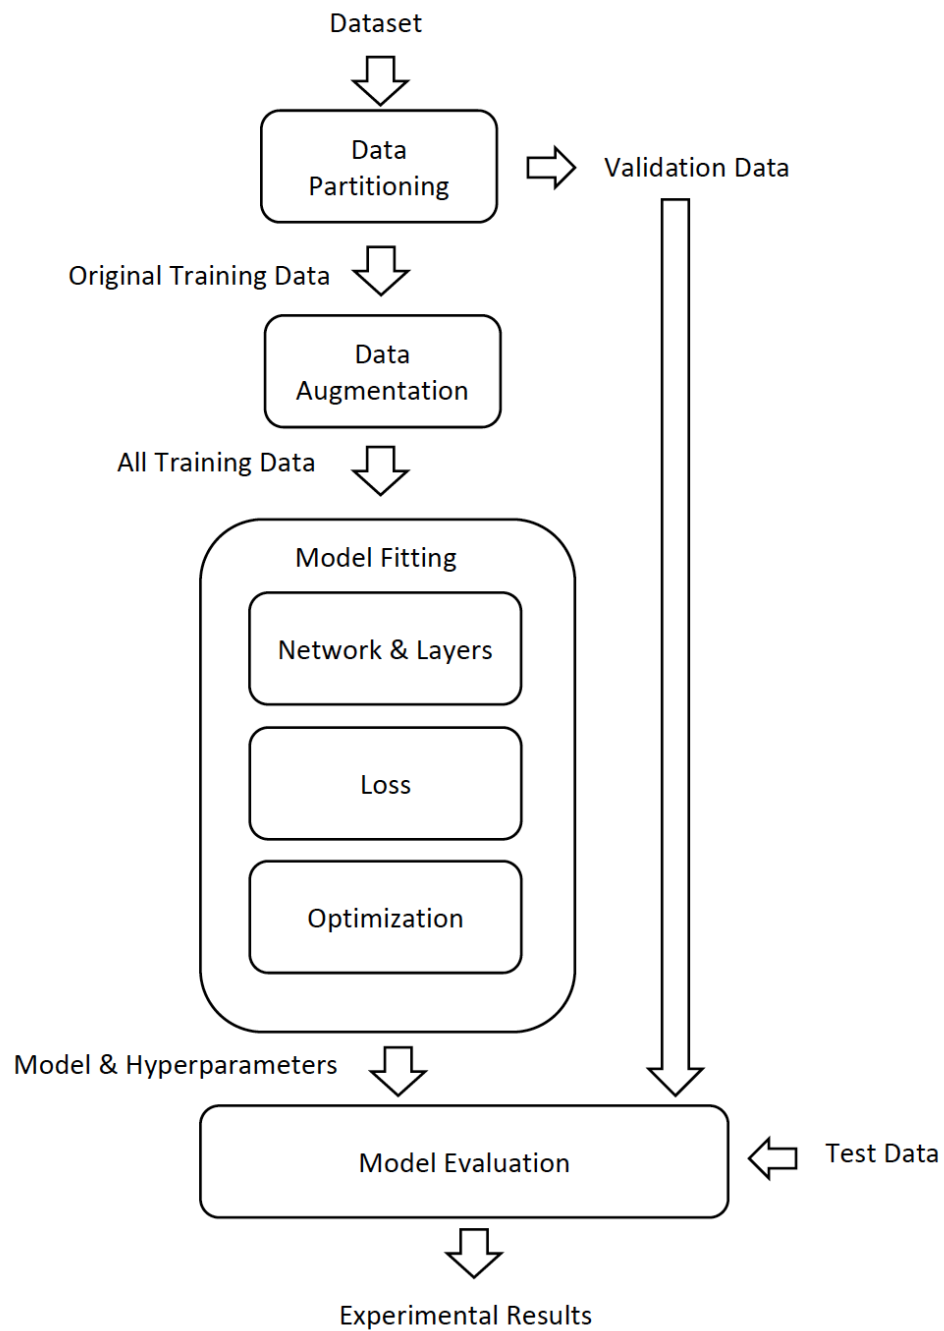 Dataset
Data
Partitioning
Validation Data
Original Training Data
Data
Augmentation
All Training Data
Model Fitting
Network & Layers
Loss
Optimization
Model & Hyperparameters
Model Evaluation
Test Data
Experimental Results